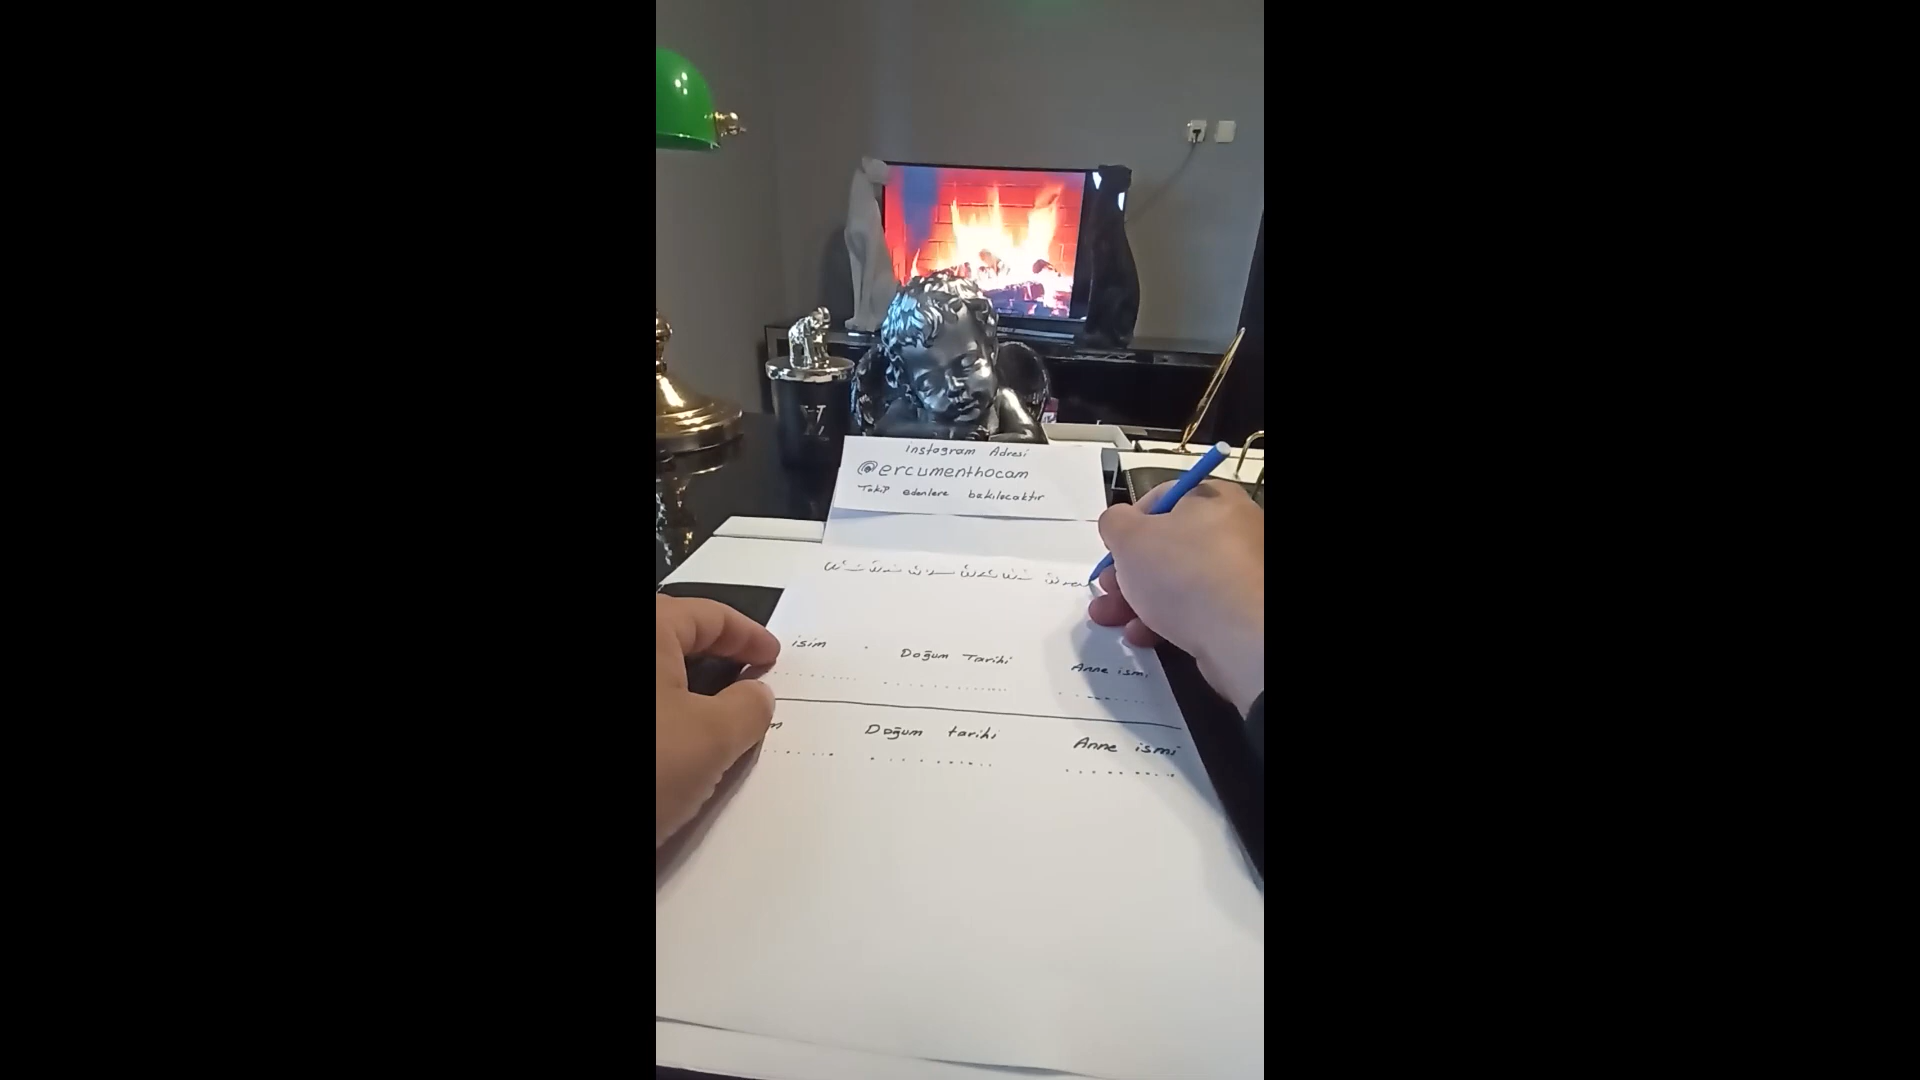 instagram Adresi
@ercumenthocam
Takip edenlere bakılacaktır
isim Doğum Tarihi Anne ismi
Doğum tarihi Anne ismi